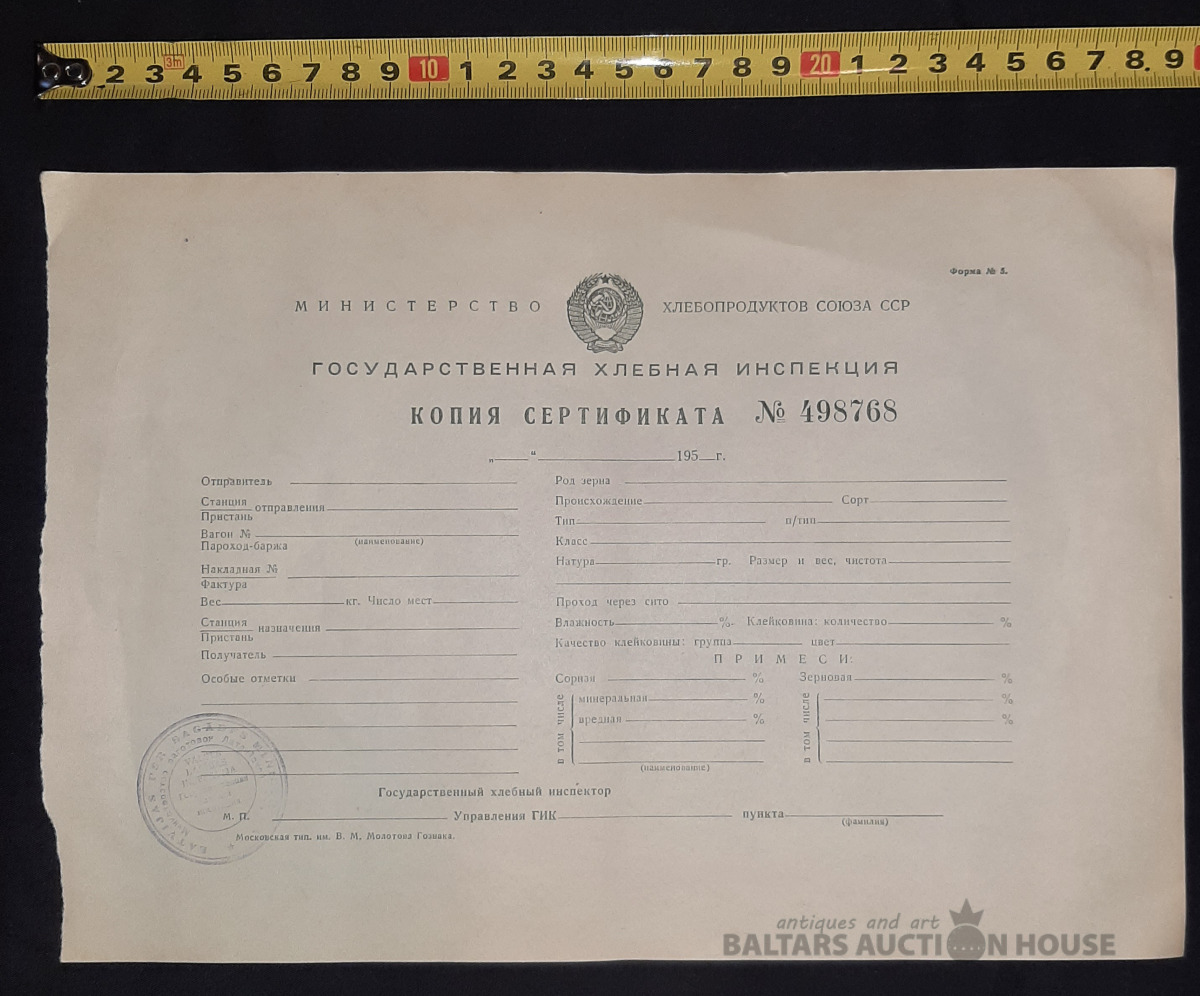 2 3 3m 4 5 6 7 8 9 10 1 2 3 4 5 6 7 8 9 20 1 2 3 4 5 6 7 8. 9
Форма № 5.
МИНИСТЕРСТВО ХЛЕБОПРОДУКТОВ СОЮЗА ССР
ГОСУДАРСТВЕННАЯ ХЛЕБНАЯ ИНСПЕКЦИЯ
КОПИЯ СЕРТИФИКАТА № 498768
„ “ 195 г.
Отправитель
Станция
Пристань отправления
Вагон №
Пароход-баржа (наименование)
Накладная №
Фактура
Вес кг. Число мест
Станция
Пристань назначения
Получатель
Особые отметки
Род зерна
Происхождение Сорт
Тип п/тип
Класс
Натура гр. Размер и вес, чистота
Проход через сито
Влажность %. Клейковина: количество %
Качество клейковины: группа цвет
ПРИМЕСИ:
Сорная % Зерновая %
в том числе минеральная % в том числе %
вредная % %
(наименование)
Государственный хлебный инспектор
М. П. Управления ГИК пункта
(фамилия)
Московская тип. им. В. М. Молотова Гознака.
LATVIJAS PSR SAGA
заготовок Латв
antiques and art
BALTARS AUCTION HOUSE